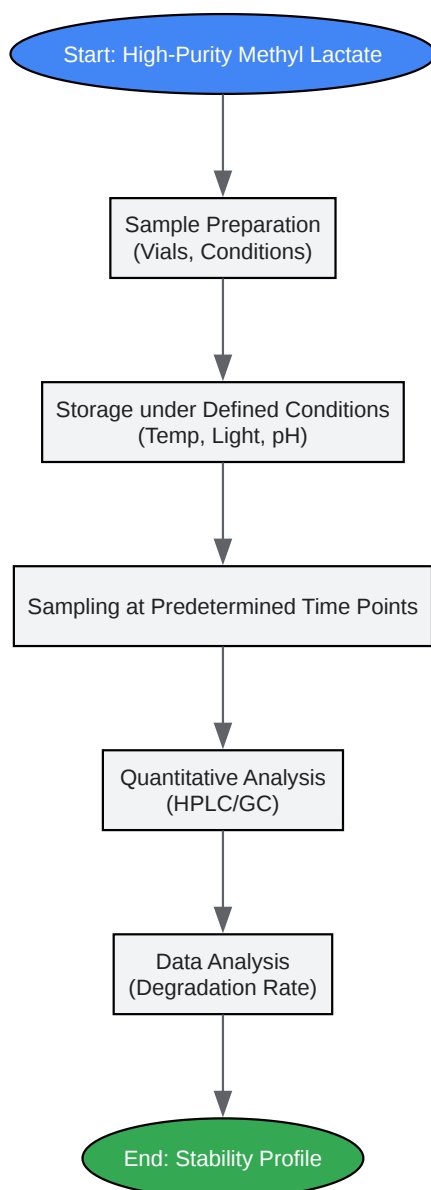 Start: High-Purity Methyl Lactate
Sample Preparation
(Vials, Conditions)
Storage under Defined Conditions
(Temp, Light, pH)
Sampling at Predetermined Time Points
Quantitative Analysis
(HPLC/GC)
Data Analysis
(Degradation Rate)
End: Stability Profile